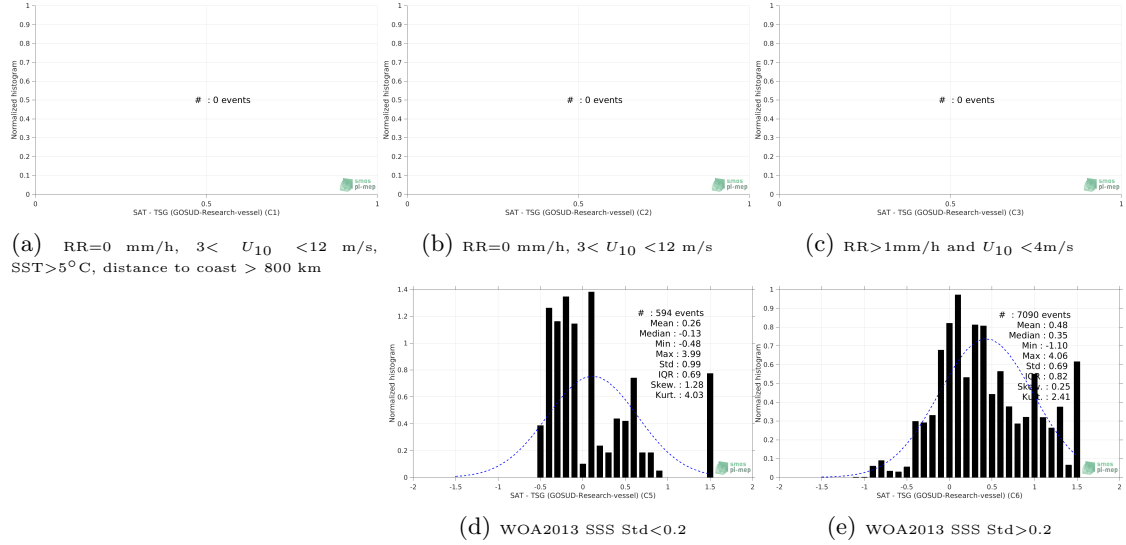 1
0.9
0.8
0.7
0.6
0.5
0.4
0.3
0.2
0.1
0
Normalized histogram
# : 0 events
smos
pi-mep
0 0.5 1
SAT - TSG (GOSUD-Research-vessel) (C1)
(a) RR=0 mm/h, 3< U10 <12 m/s,
SST>5°C, distance to coast > 800 km
1
0.9
0.8
0.7
0.6
0.5
0.4
0.3
0.2
0.1
0
Normalized histogram
# : 0 events
smos
pi-mep
0 0.5 1
SAT - TSG (GOSUD-Research-vessel) (C2)
(b) RR=0 mm/h, 3< U10 <12 m/s
1
0.9
0.8
0.7
0.6
0.5
0.4
0.3
0.2
0.1
0
Normalized histogram
# : 0 events
smos
pi-mep
0 0.5 1
SAT - TSG (GOSUD-Research-vessel) (C3)
(c) RR>1mm/h and U10 <4m/s
1.4
1.2
1
0.8
0.6
0.4
0.2
0
Normalized histogram
# : 594 events
Mean : 0.26
Median : -0.13
Min : -0.48
Max : 3.99
Std : 0.99
IQR : 0.69
Skew. : 1.28
Kurt. : 4.03
smos
pi-mep
-2 -1.5 -1 -0.5 0 0.5 1 1.5 2
SAT - TSG (GOSUD-Research-vessel) (C5)
(d) WOA2013 SSS Std<0.2
1
0.9
0.8
0.7
0.6
0.5
0.4
0.3
0.2
0.1
0
Normalized histogram
# : 7090 events
Mean : 0.48
Median : 0.35
Min : -1.10
Max : 4.06
Std : 0.69
IQR : 0.82
Skew. : 0.25
Kurt. : 2.41
smos
pi-mep
-2 -1.5 -1 -0.5 0 0.5 1 1.5 2
SAT - TSG (GOSUD-Research-vessel) (C6)
(e) WOA2013 SSS Std>0.2